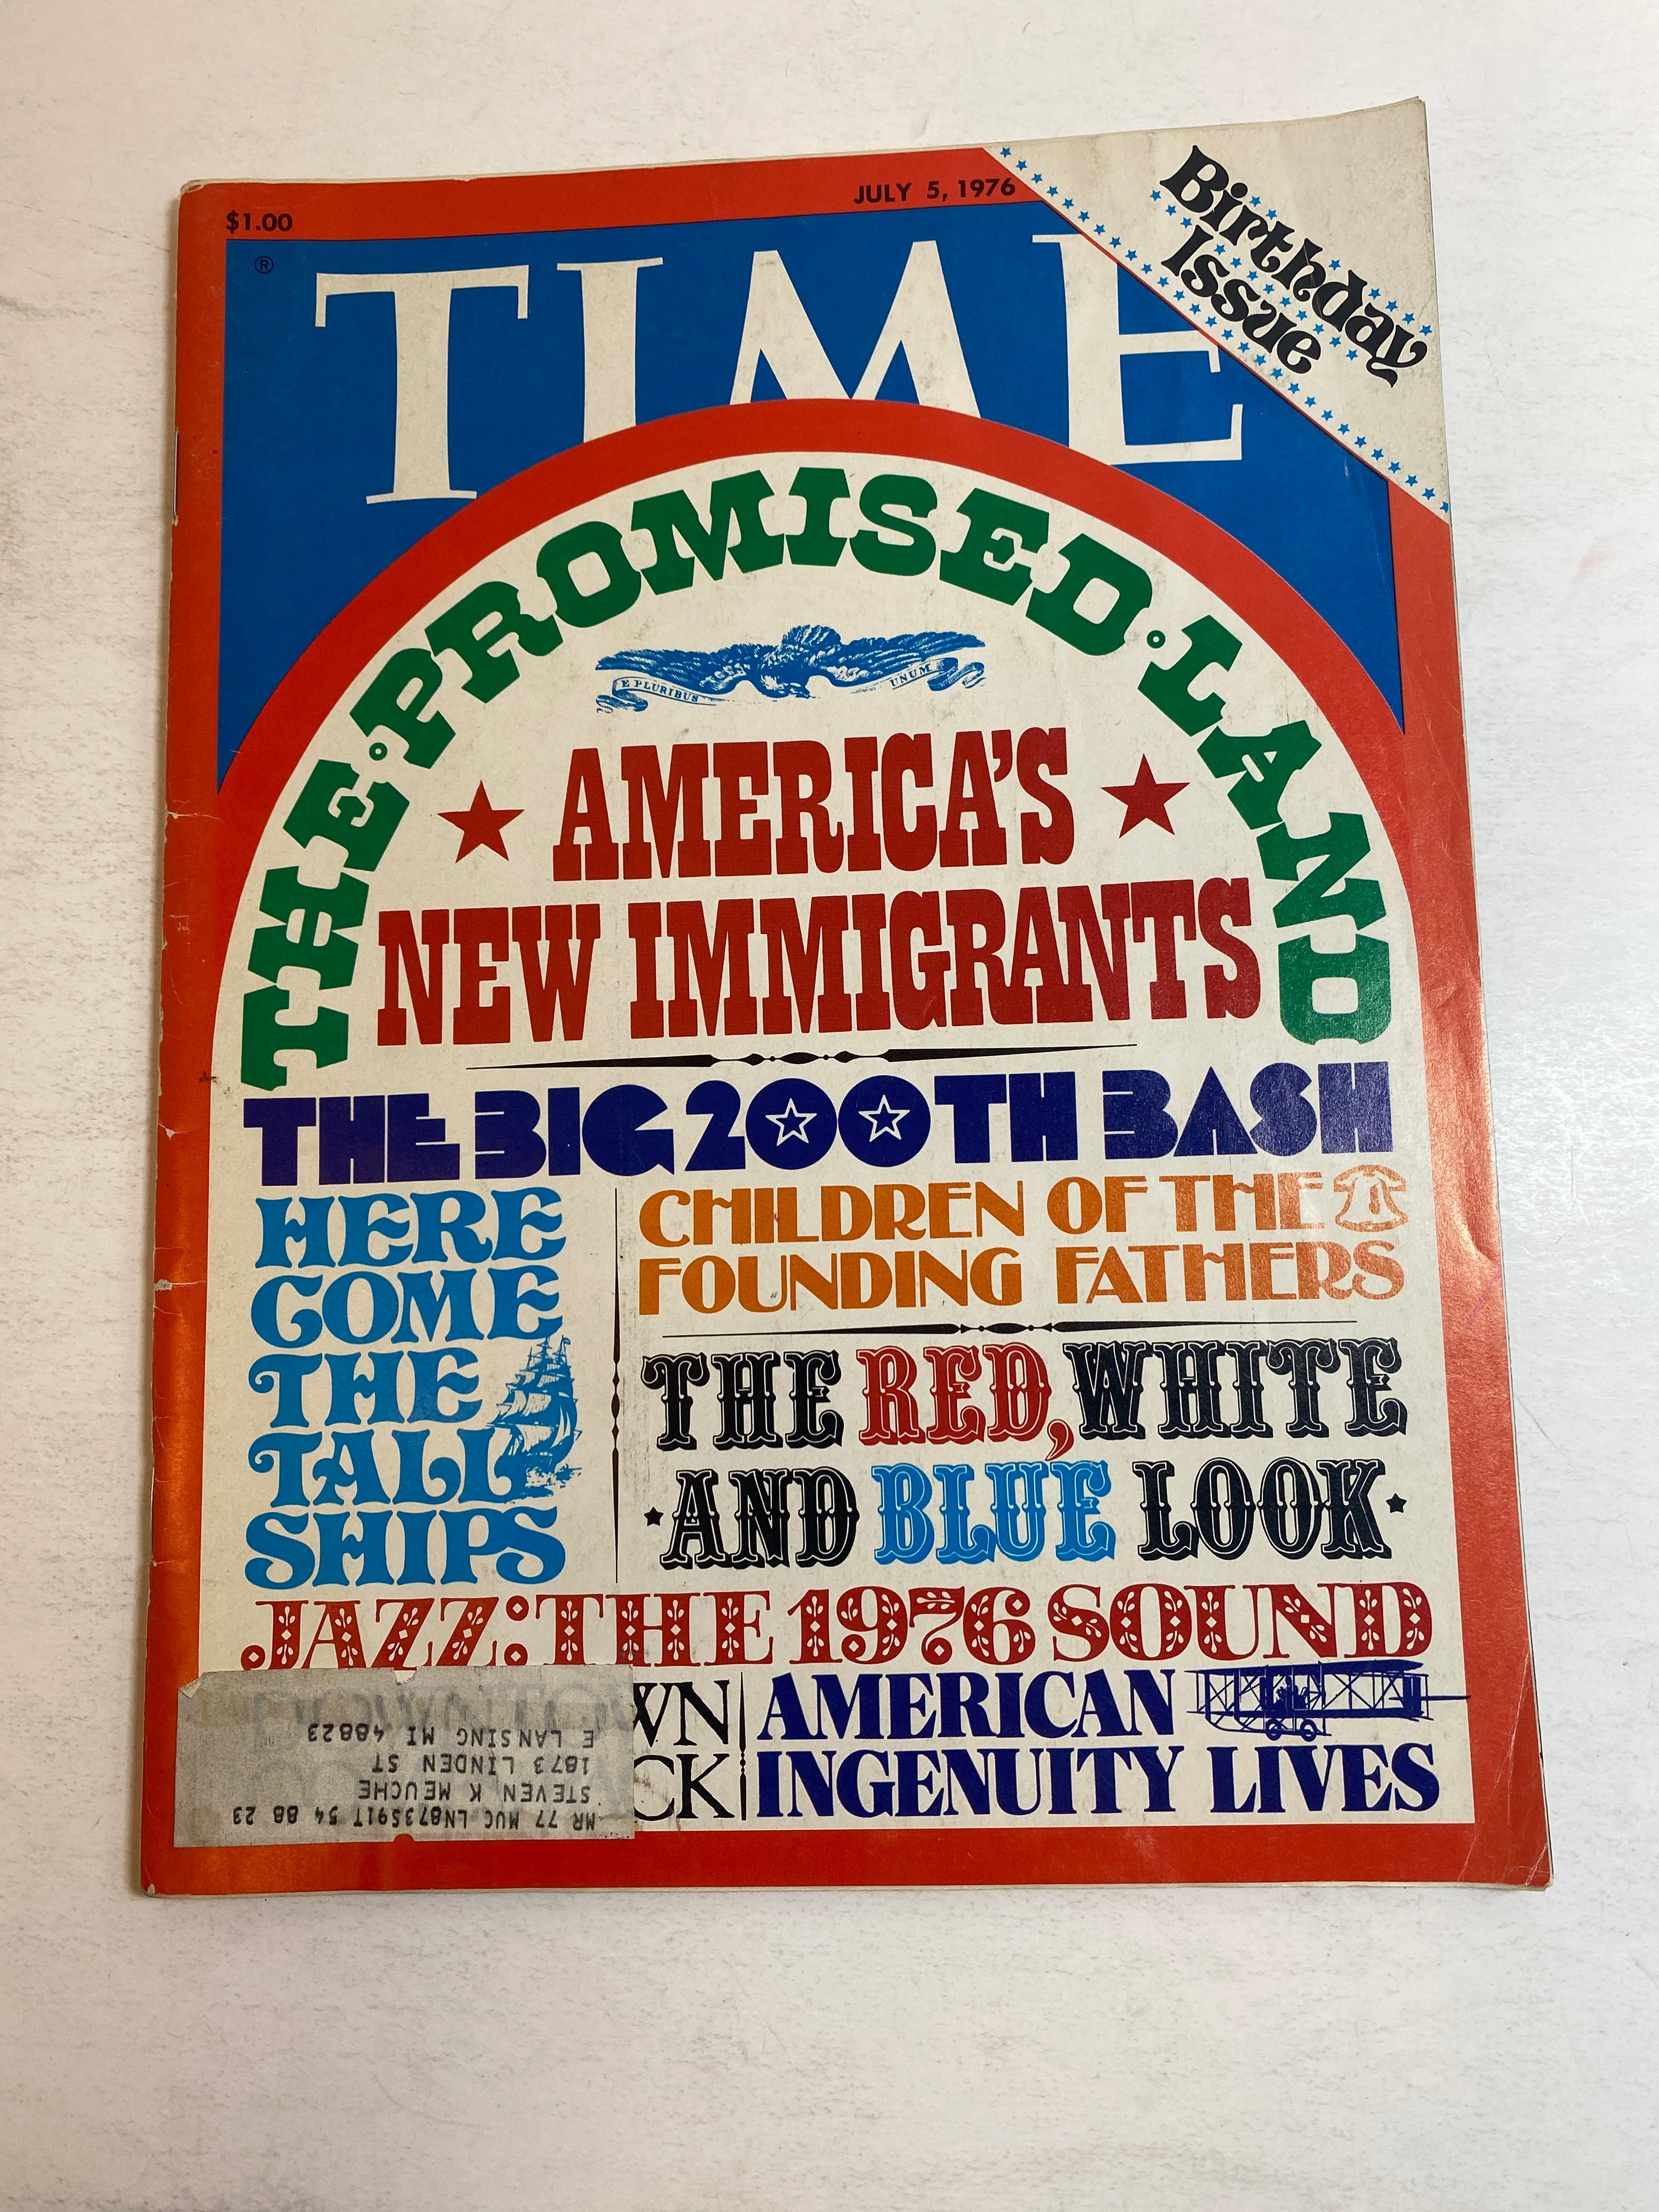 $1.00
JULY 5, 1976
Birthday
Issue
®
TIME
THE·PROMISED·LAND
E PLURIBUS UNUM
AMERICA'S
NEW IMMIGRANTS
THE BIG 200TH BASH
HERE
COME
THE
TALL
SHIPS
CHILDREN OF THE
FOUNDING FATHERS
THE RED, WHITE
AND BLUE LOOK
JAZZ: THE 1976 SOUND
WN
CK
AMERICAN
INGENUITY LIVES
MR 77 MUC LN873591T 54 88 23
STEVEN K MEUCHE
1873 LINDEN ST
E LANSING MI 48823